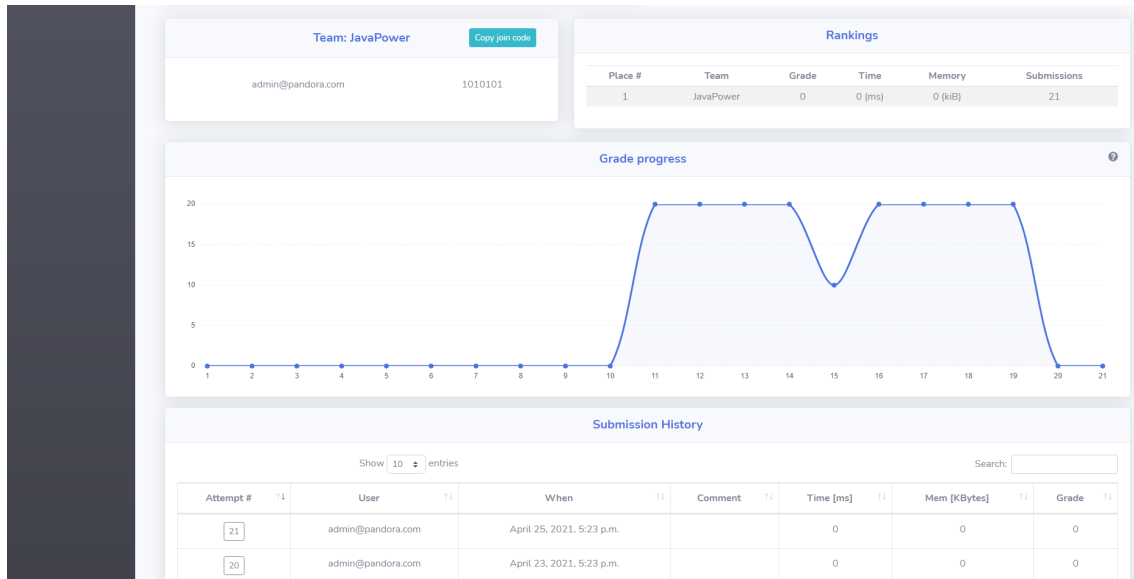 Team: JavaPower
Copy join code
admin@pandora.com 1010101
Rankings
Place # Team Grade Time Memory Submissions
1 JavaPower 0 0 (ms) 0 (kiB) 21
Grade progress
?
20
15
10
5
0
1 2 3 4 5 6 7 8 9 10 11 12 13 14 15 16 17 18 19 20 21
Submission History
Show 10 entries Search:
Attempt # User When Comment Time [ms] Mem [KBytes] Grade
21 admin@pandora.com April 25, 2021, 5:23 p.m. 0 0 0
20 admin@pandora.com April 23, 2021, 5:23 p.m. 0 0 0